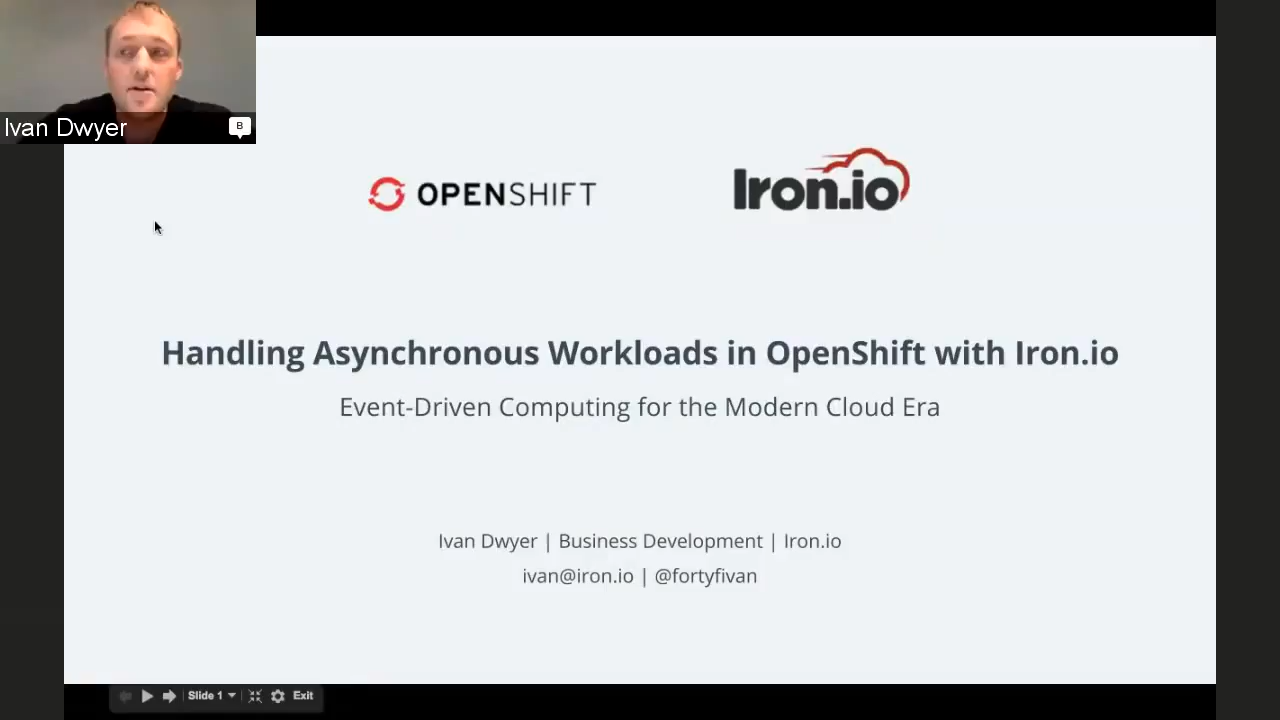 Ivan Dwyer
B
OPENSHIFT
Iron.io
Handling Asynchronous Workloads in OpenShift with Iron.io
Event-Driven Computing for the Modern Cloud Era
Ivan Dwyer | Business Development | Iron.io
ivan@iron.io | @fortyfivan
Slide 1
Exit